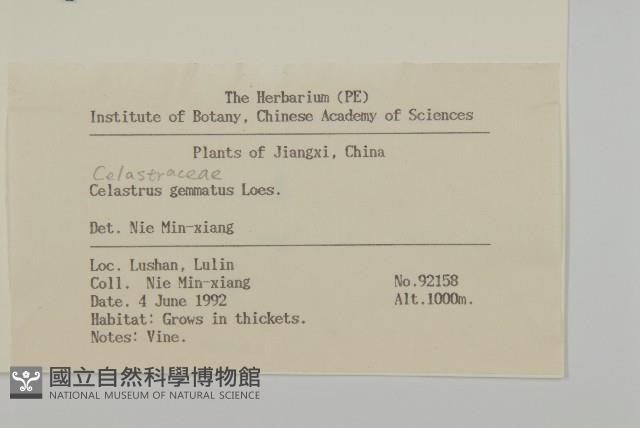 The Herbarium (PE)
Institute of Botany, Chinese Academy of Sciences
Plants of Jiangxi, China
Celastraceae
Celastrus gemmatus Loes.
Det. Nie Min-xiang
Loc. Lushan, Lulin
Coll. Nie Min-xiang No.92158
Date. 4 June 1992 Alt.1000m.
Habitat: Grows in thickets.
Notes: Vine.
國立自然科學博物館
NATIONAL MUSEUM OF NATURAL SCIENCE